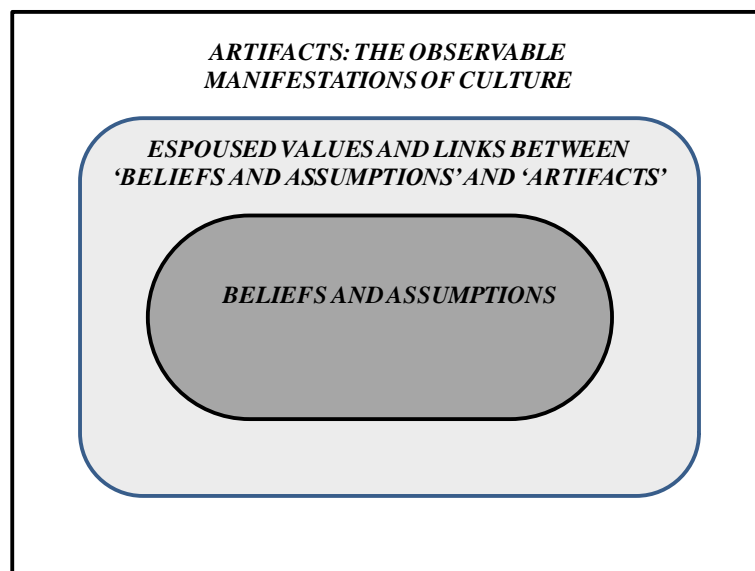 ARTIFACTS: THE OBSERVABLE
MANIFESTATIONS OF CULTURE
ESPOUSED VALUES AND LINKS BETWEEN
‘BELIEFS AND ASSUMPTIONS’ AND ‘ARTIFACTS’
BELIEFS AND ASSUMPTIONS